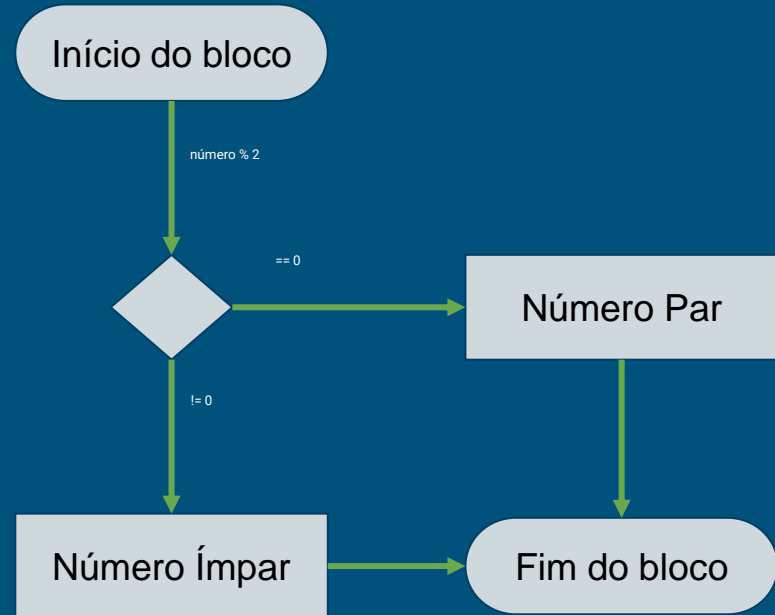 Início do bloco
número % 2
== 0
Número Par
!= 0
Número Ímpar
Fim do bloco